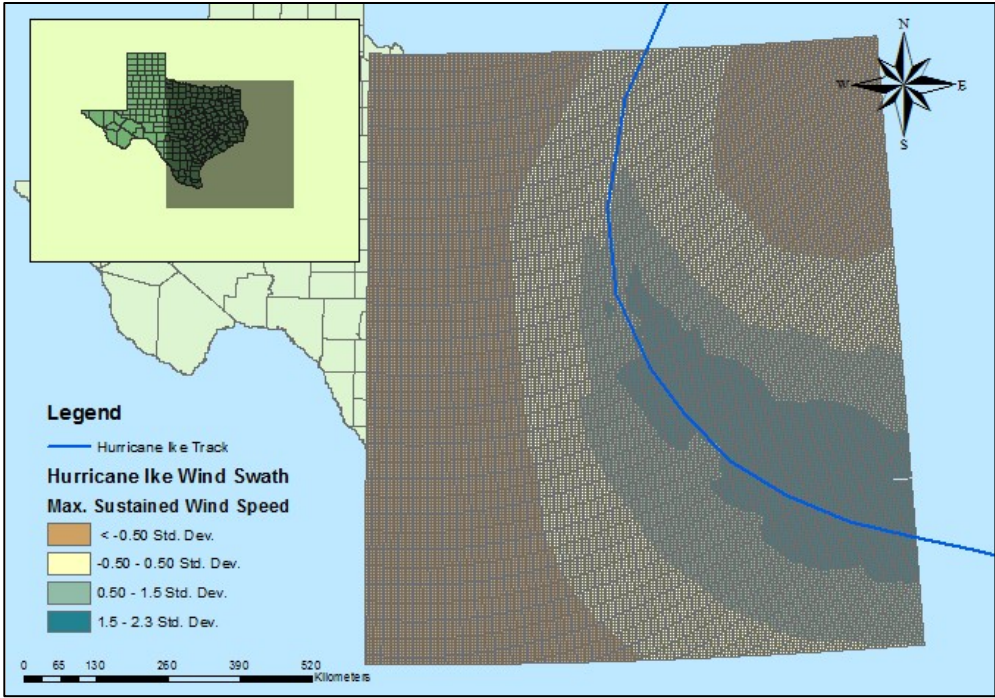 N
W E
S
Legend
Hurricane Ike Track
Hurricane Ike Wind Swath
Max. Sustained Wind Speed
< -0.50 Std. Dev.
-0.50 - 0.50 Std. Dev.
0.50 - 1.5 Std. Dev.
1.5 - 2.3 Std. Dev.
0 65 130 260 390 520
Kilometers